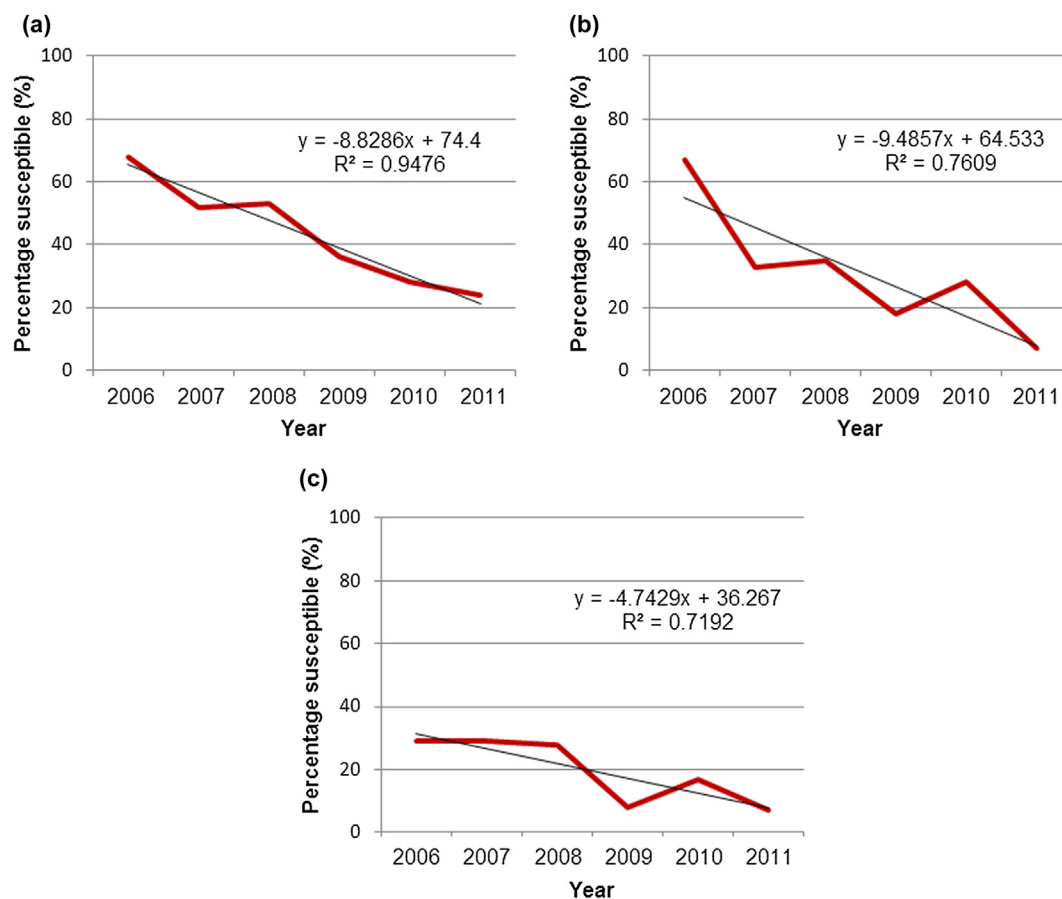 (a)
Percentage susceptible (%)
100
80
60
40
20
0
y = -8.8286x + 74.4
R² = 0.9476
2006 2007 2008 2009 2010 2011
Year
(b)
Percentage susceptible (%)
100
80
60
40
20
0
y = -9.4857x + 64.533
R² = 0.7609
2006 2007 2008 2009 2010 2011
Year
(c)
Percentage susceptible (%)
100
80
60
40
20
0
y = -4.7429x + 36.267
R² = 0.7192
2006 2007 2008 2009 2010 2011
Year